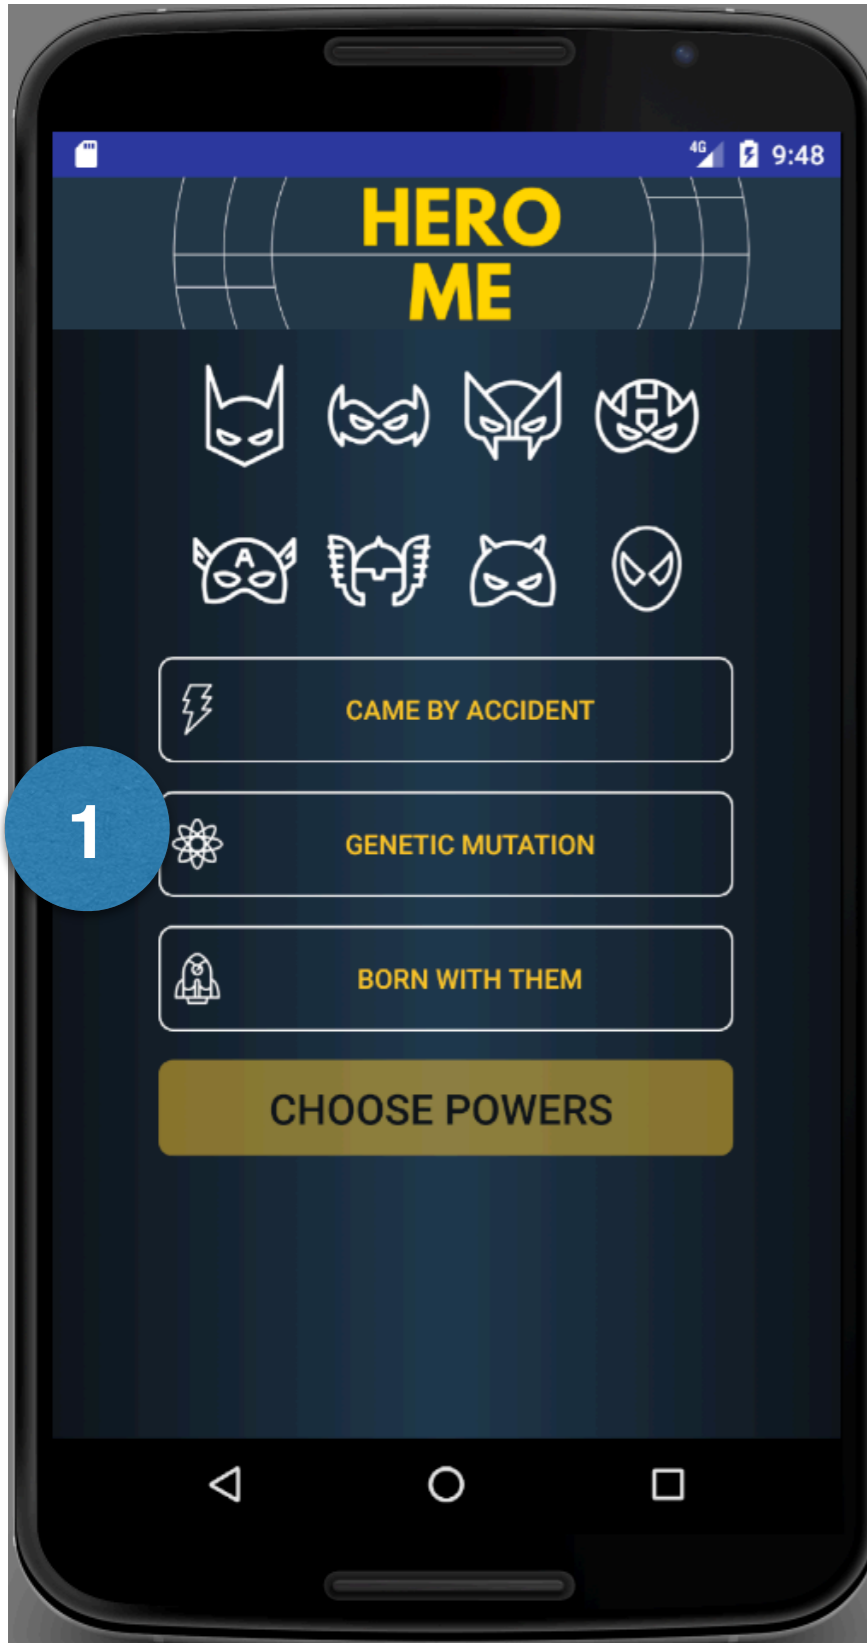 4G 9:48
HERO
ME
H
A
CAME BY ACCIDENT
1
GENETIC MUTATION
BORN WITH THEM
CHOOSE POWERS